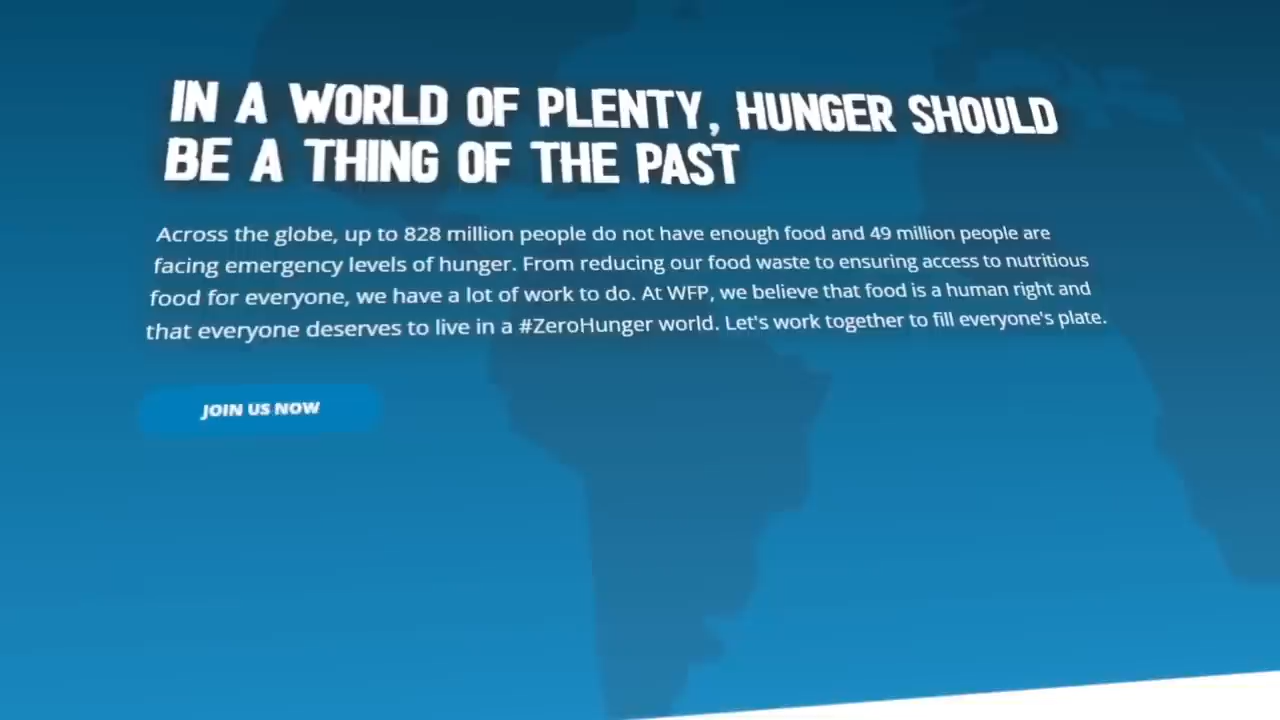 IN A WORLD OF PLENTY, HUNGER SHOULD
BE A THING OF THE PAST
Across the globe, up to 828 million people do not have enough food and 49 million people are
facing emergency levels of hunger. From reducing our food waste to ensuring access to nutritious
food for everyone, we have a lot of work to do. At WFP, we believe that food is a human right and
that everyone deserves to live in a #ZeroHunger world. Let's work together to fill everyone's plate.
JOIN US NOW